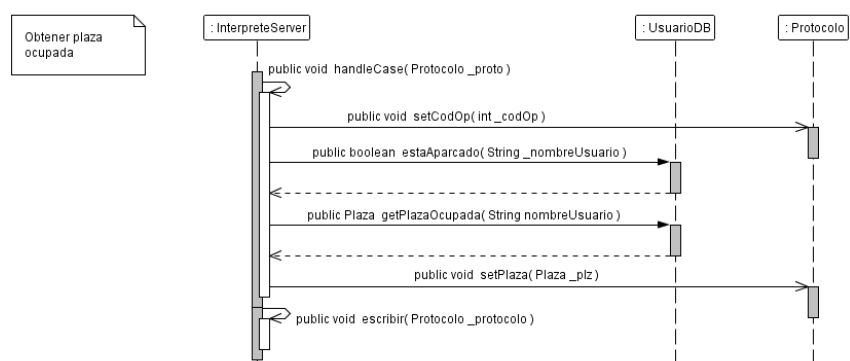 Obtener plaza
ocupada
: InterpreteServer
: UsuarioDB
: Protocolo
public void handleCase( Protocolo _proto )
public void setCodOp( int _codOp )
public boolean estaAparcado( String _nombreUsuario )
public Plaza getPlazaOcupada( String nombreUsuario )
public void setPlaza( Plaza _plz )
public void escribir( Protocolo _protocolo )